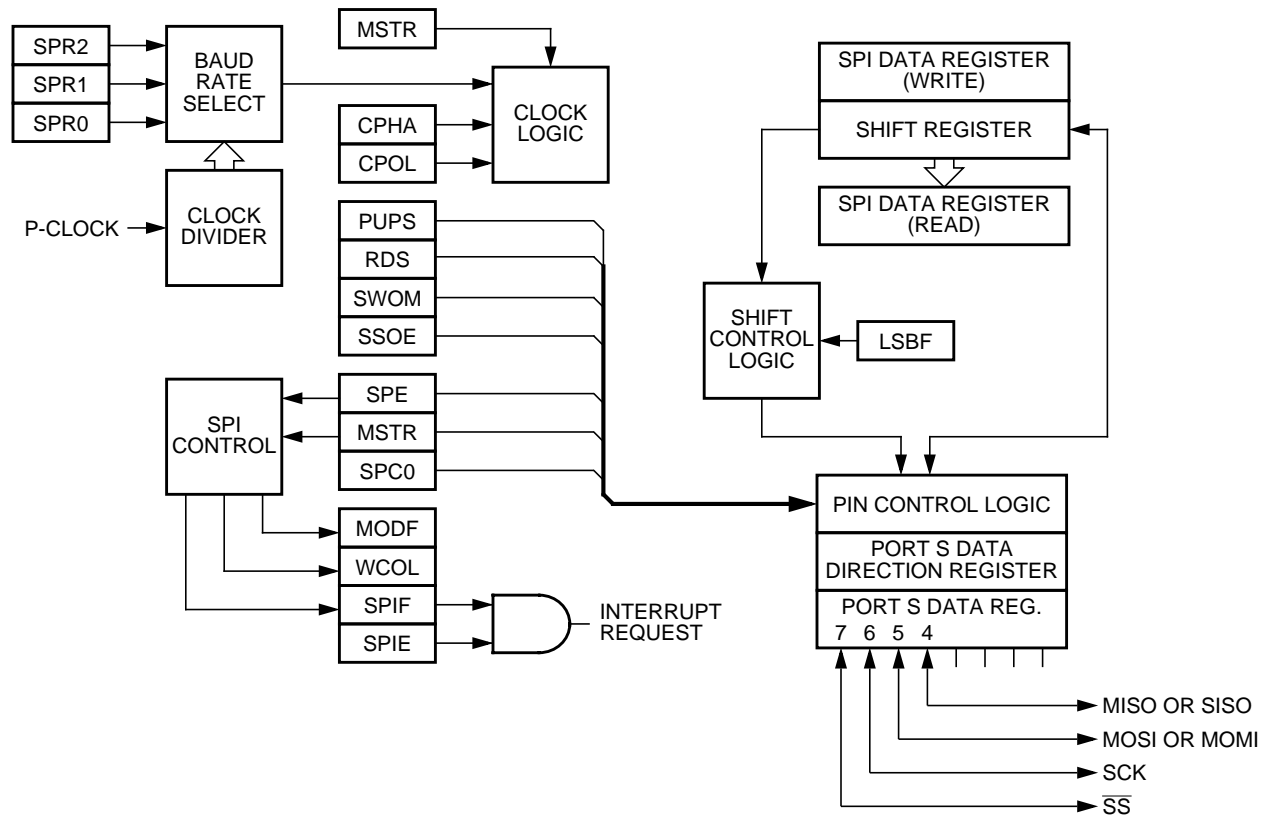 SPR2
SPR1
SPR0
BAUD
RATE
SELECT
P-CLOCK
CLOCK
DIVIDER
MSTR
CPHA
CPOL
CLOCK
LOGIC
PUPS
RDS
SWOM
SSOE
SPE
MSTR
SPC0
SPI
CONTROL
MODF
WCOL
SPIF
SPIE
INTERRUPT
REQUEST
SPI DATA REGISTER
(WRITE)
SHIFT REGISTER
SPI DATA REGISTER
(READ)
SHIFT
CONTROL
LOGIC
LSBF
PIN CONTROL LOGIC
PORT S DATA
DIRECTION REGISTER
PORT S DATA REG.
7 6 5 4
MISO OR SISO
MOSI OR MOMI
SCK
S̅S̅